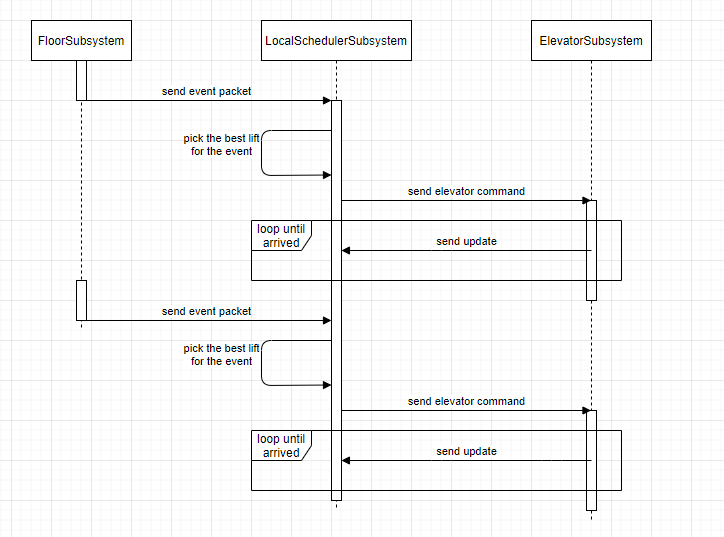 FloorSubsystem
LocalSchedulerSubsystem
ElevatorSubsystem
send event packet
pick the best lift
for the event
send elevator command
loop until
arrived
send update
send event packet
pick the best lift
for the event
send elevator command
loop until
arrived
send update